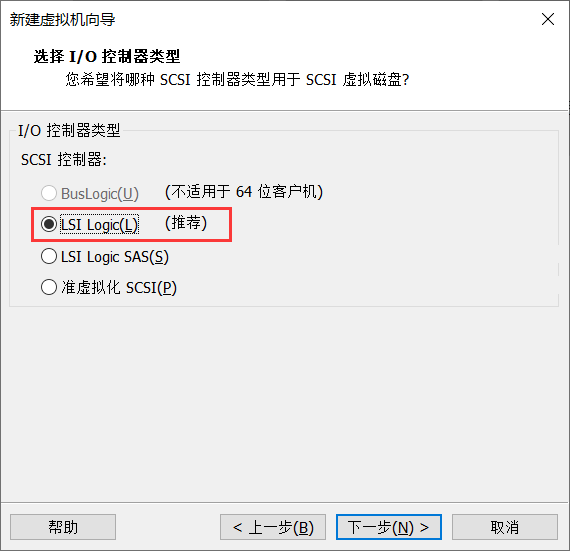 新建虚拟机向导
选择 I/O 控制器类型
您希望将哪种 SCSI 控制器类型用于 SCSI 虚拟磁盘?
I/O 控制器类型
SCSI 控制器:
BusLogic(U) (不适用于 64 位客户机)
LSI Logic(L) (推荐)
LSI Logic SAS(S)
准虚拟化 SCSI(P)
帮助 < 上一步(B) 下一步(N) > 取消